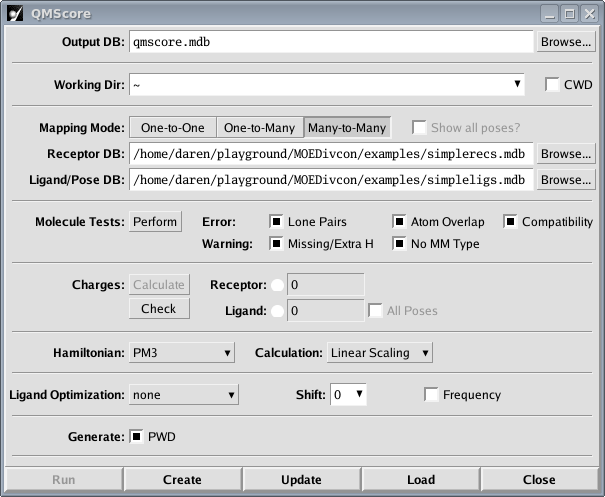 QMScore
Output DB: qmscore.mdb Browse...
Working Dir: ~ CWD
Mapping Mode: One-to-One One-to-Many Many-to-Many Show all poses?
Receptor DB: /home/daren/playground/MOEDivcon/examples/simplerecs.mdb Browse...
Ligand/Pose DB: /home/daren/playground/MOEDivcon/examples/simpleligs.mdb Browse...
Molecule Tests: Perform Error: Lone Pairs Atom Overlap Compatibility
Warning: Missing/Extra H No MM Type
Charges: Calculate Receptor: 0
Check Ligand: 0 All Poses
Hamiltonian: PM3 Calculation: Linear Scaling
Ligand Optimization: none Shift: 0 Frequency
Generate: PWD
Run Create Update Load Close